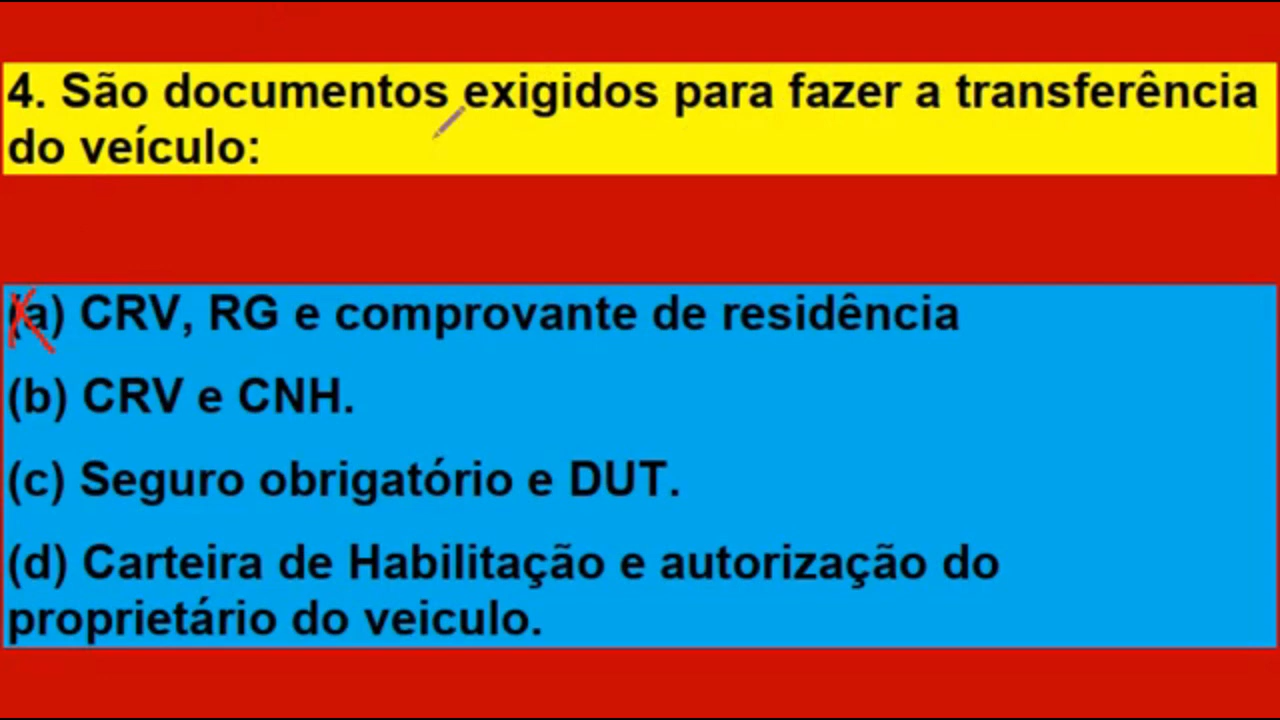 4. São documentos exigidos para fazer a transferência
do veículo:
(a) CRV, RG e comprovante de residência
(b) CRV e CNH.
(c) Seguro obrigatório e DUT.
(d) Carteira de Habilitação e autorização do
proprietário do veiculo.